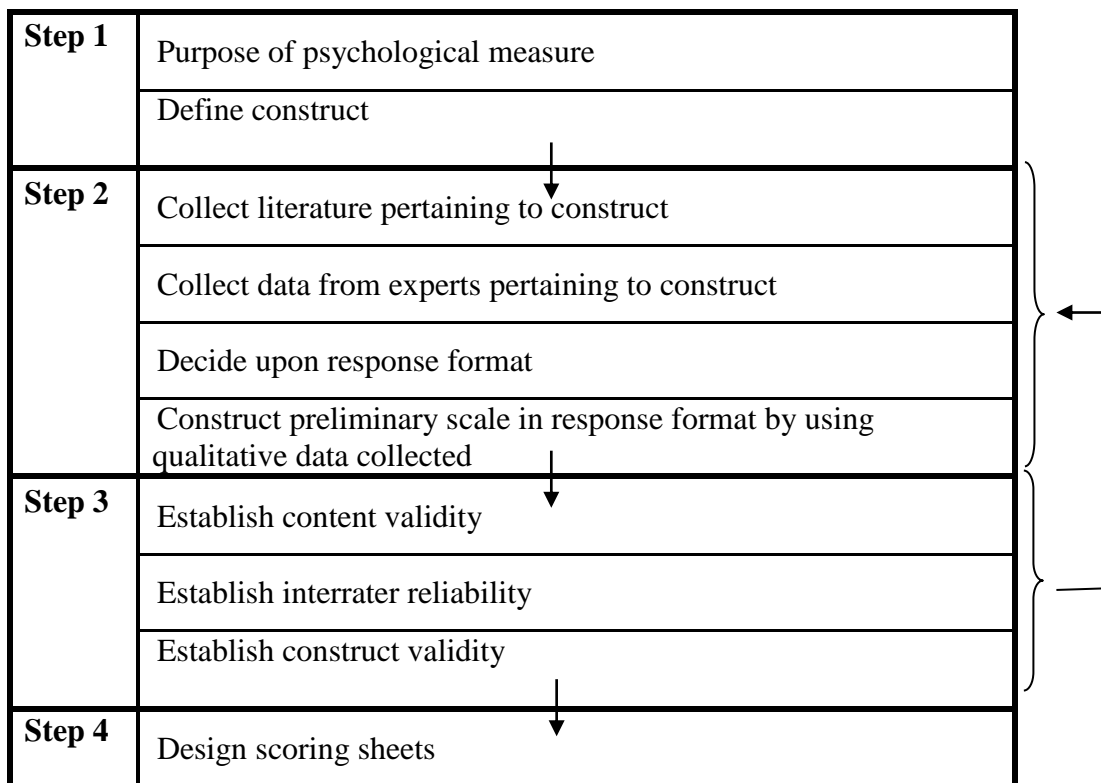 Step 1
Purpose of psychological measure
Define construct
Step 2
Collect literature pertaining to construct
Collect data from experts pertaining to construct
Decide upon response format
Construct preliminary scale in response format by using
qualitative data collected
Step 3
Establish content validity
Establish interrater reliability
Establish construct validity
Step 4
Design scoring sheets